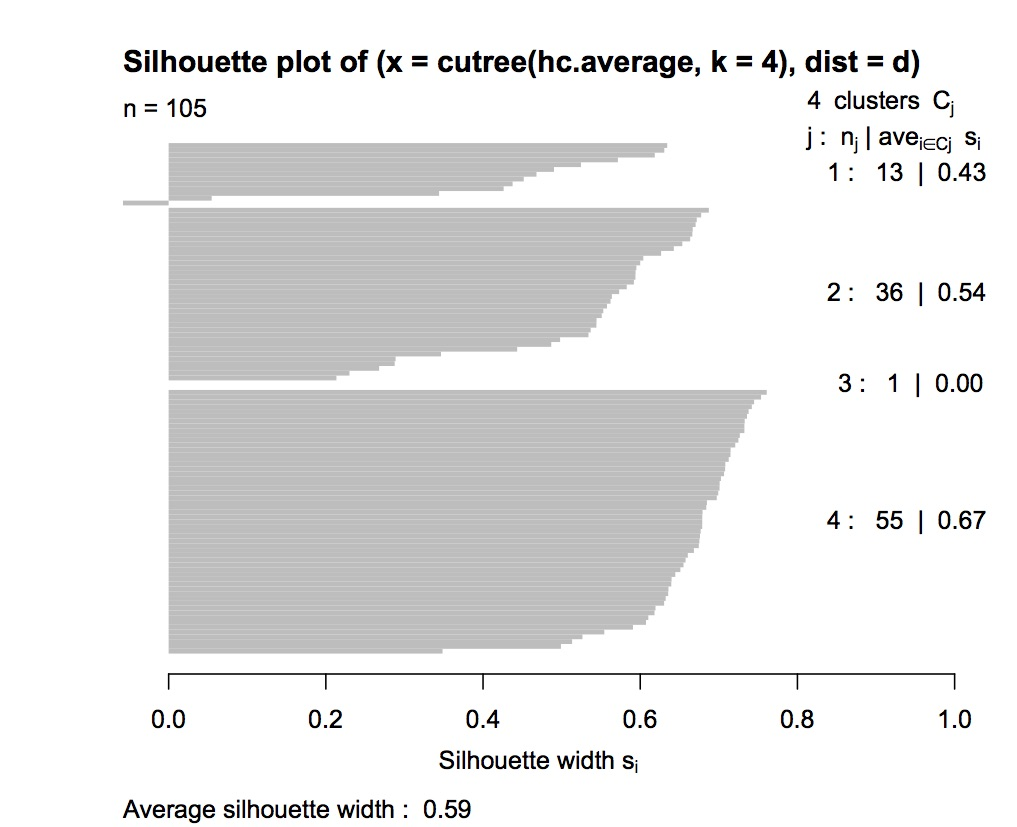 Silhouette plot of (x = cutree(hc.average, k = 4), dist = d)
n = 105
4 clusters Cj
j : nj | avei∈Cj si
1 : 13 | 0.43
2 : 36 | 0.54
3 : 1 | 0.00
4 : 55 | 0.67
0.0 0.2 0.4 0.6 0.8 1.0
Silhouette width si
Average silhouette width : 0.59